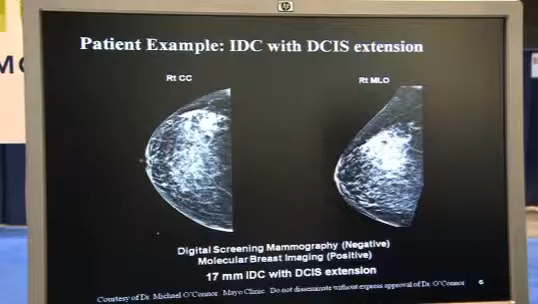 hp
Patient Example: IDC with DCIS extension
Rt CC
Rt MLO
Digital Screening Mammography (Negative)
Molecular Breast Imaging (Positive)
17 mm IDC with DCIS extension
Courtesy of Dr. Michael O'Connor. Mayo Clinic. Do not disseminate without express approval of Dr. O'Connor
6